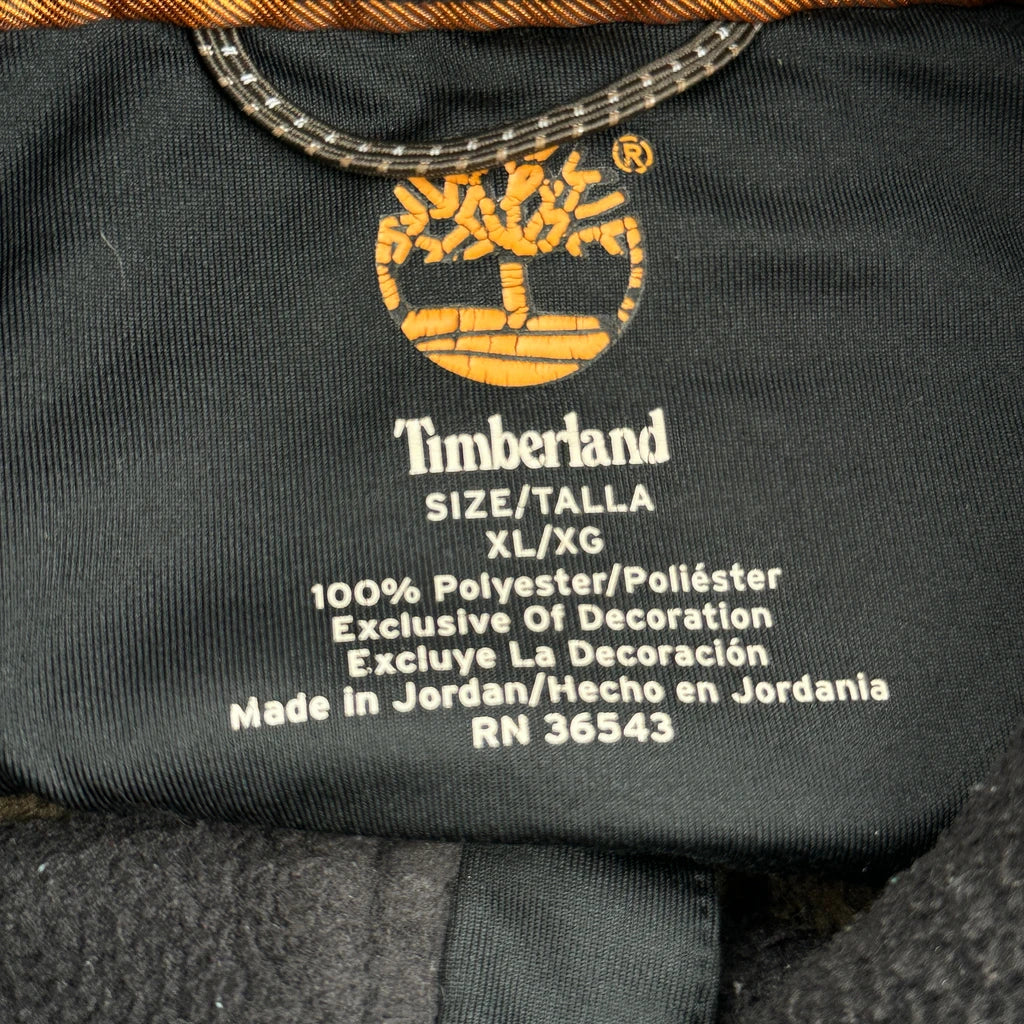 ®
Timberland
SIZE/TALLA
XL/XG
100% Polyester/Poliéster
Exclusive Of Decoration
Excluye La Decoración
Made in Jordan/Hecho en Jordania
RN 36543